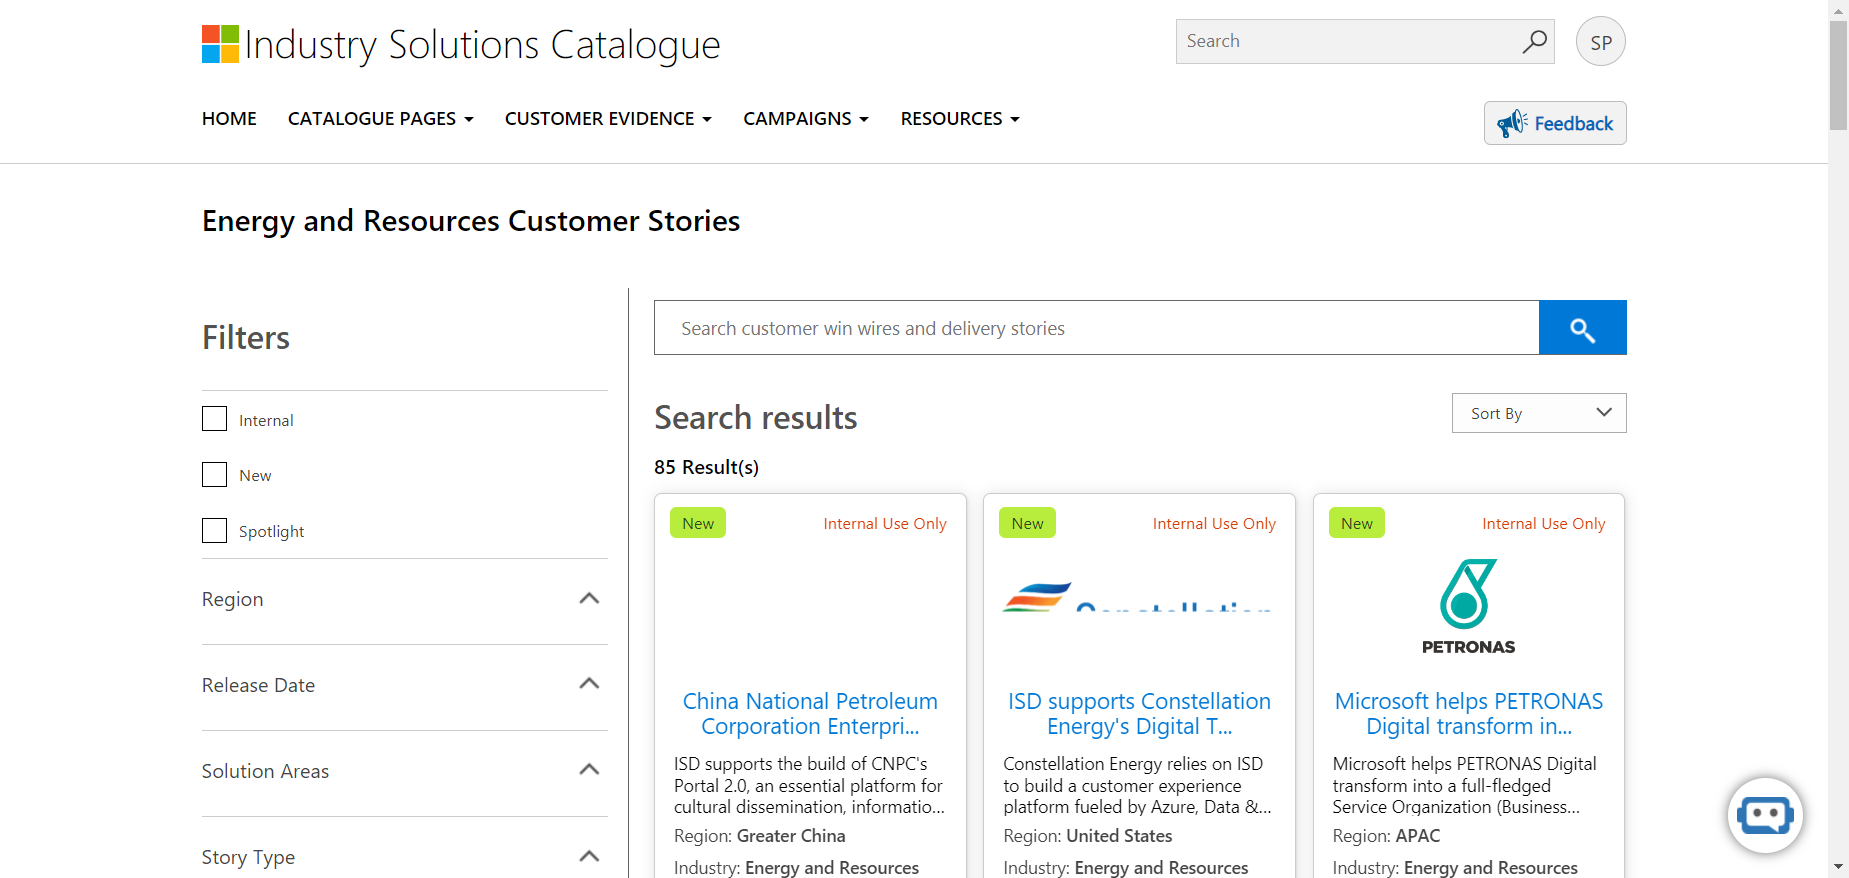 Industry Solutions Catalogue
Search
SP
HOME
CATALOGUE PAGES
CUSTOMER EVIDENCE
CAMPAIGNS
RESOURCES
Feedback
Energy and Resources Customer Stories
Filters
Internal
New
Spotlight
Region
Release Date
Solution Areas
Story Type
Search customer win wires and delivery stories
Search results
Sort By
85 Result(s)
New
Internal Use Only
China National Petroleum
Corporation Enterpri...
ISD supports the build of CNPC's
Portal 2.0, an essential platform for
cultural dissemination, informatio...
Region: Greater China
Industry: Energy and Resources
New
Internal Use Only
Constellation
ISD supports Constellation
Energy's Digital T...
Constellation Energy relies on ISD
to build a customer experience
platform fueled by Azure, Data &...
Region: United States
Industry: Energy and Resources
New
Internal Use Only
PETRONAS
Microsoft helps PETRONAS
Digital transform in...
Microsoft helps PETRONAS Digital
transform into a full-fledged
Service Organization (Business...
Region: APAC
Industry: Energy and Resources